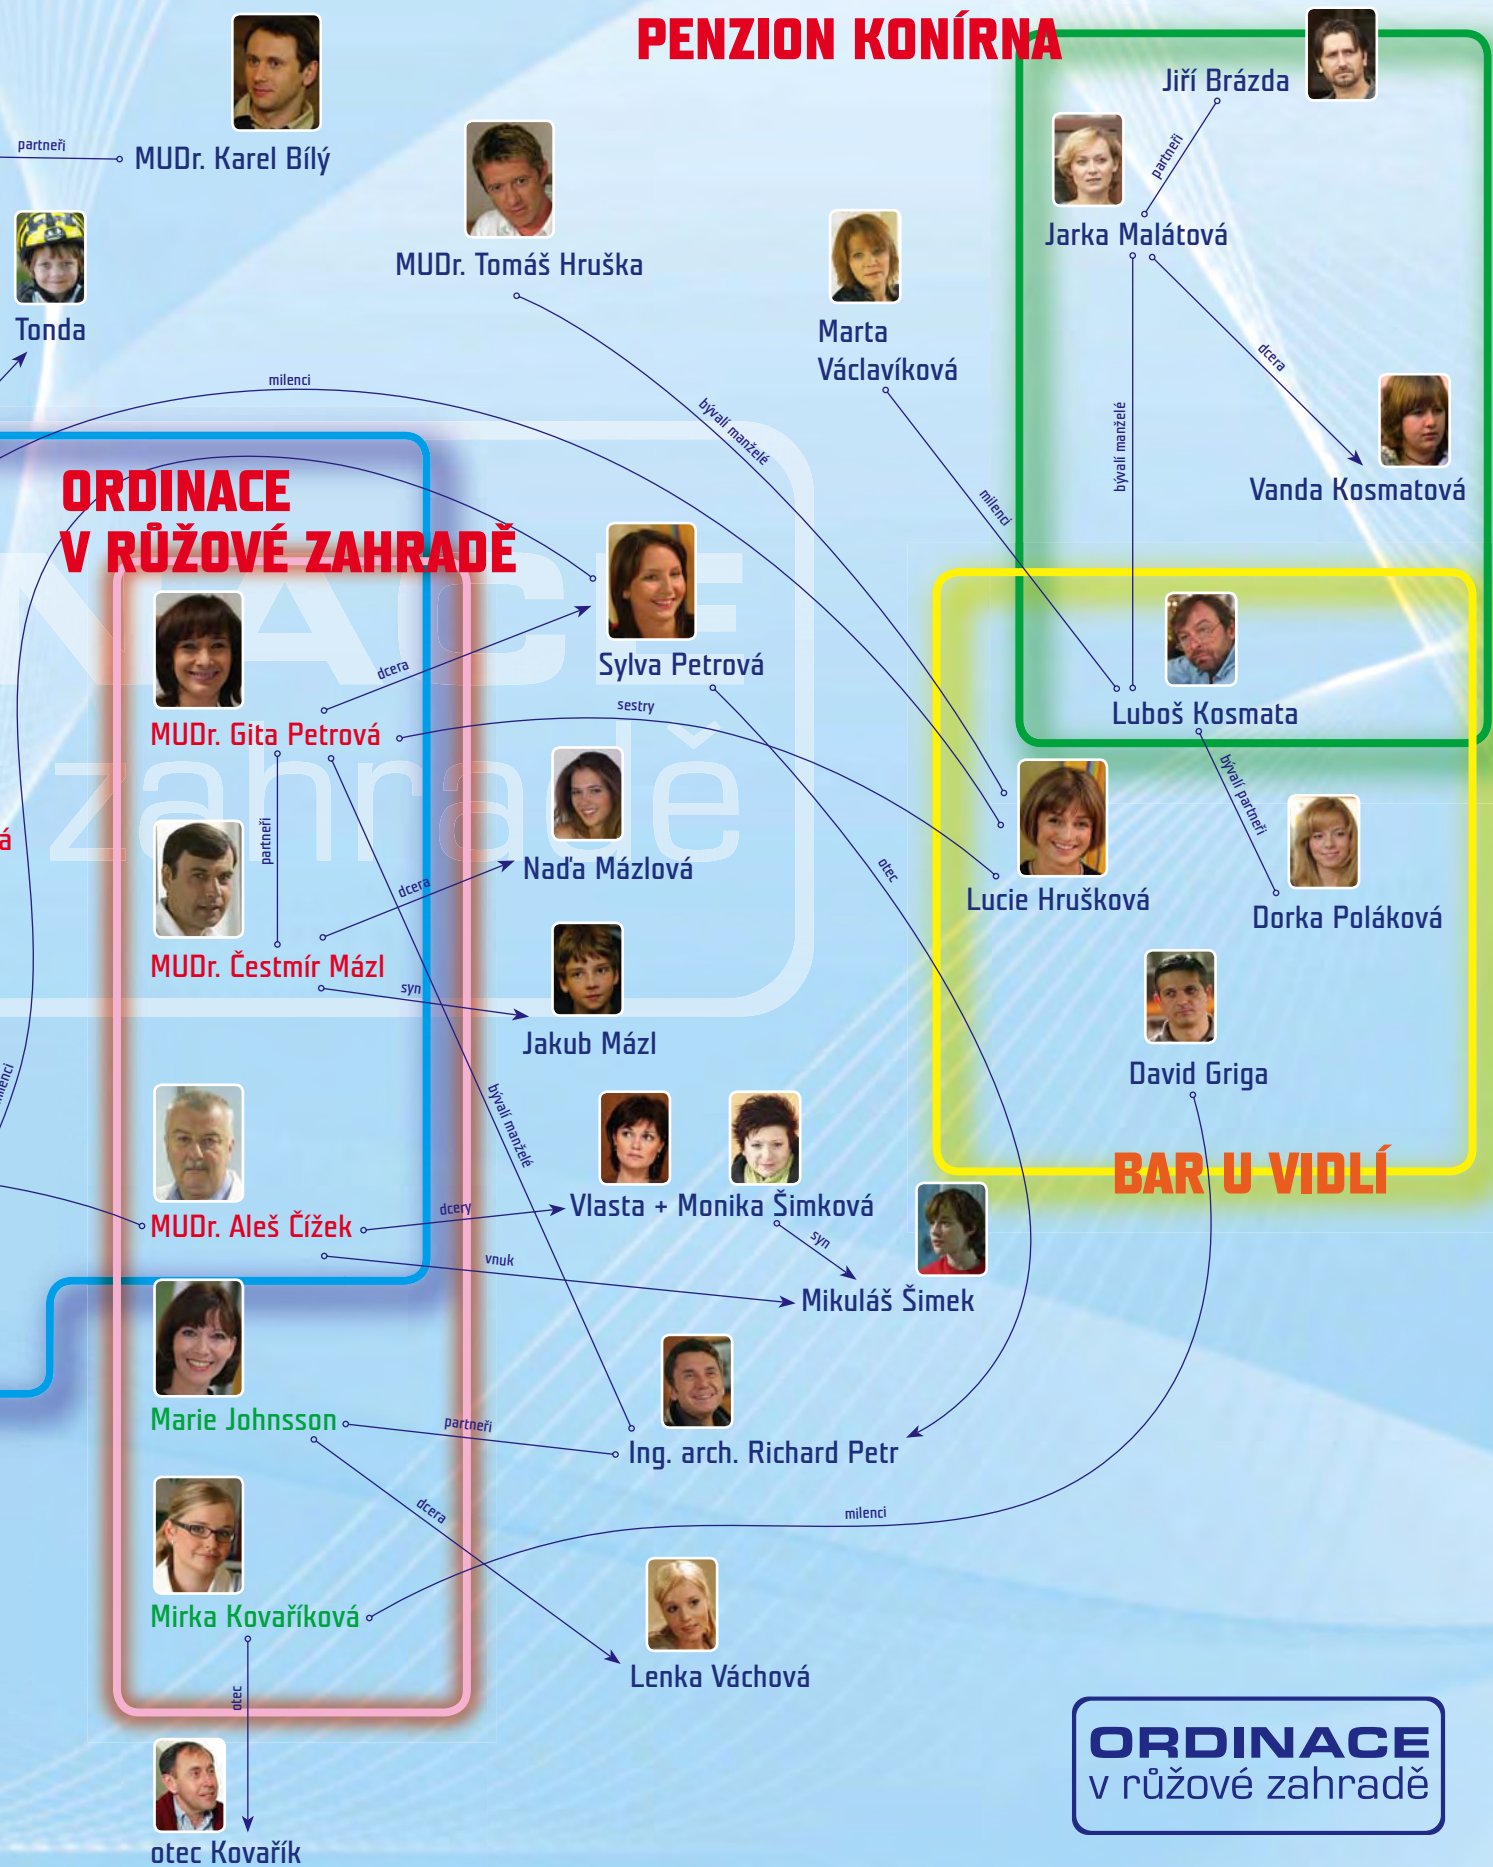 PENZION KONÍRNA
Jiří Brázda
partneři
MUDr. Karel Bílý
partneři
Jarka Malátová
MUDr. Tomáš Hruška
Tonda
Marta
Václavíková
dcera
milenci
bývalí manželé
bývalí manželé
Vanda Kosmatová
milenci
ORDINACE
V RŮŽOVÉ ZAHRADĚ
NACE
zahradě
Sylva Petrová
dcera
sestry
Luboš Kosmata
MUDr. Gita Petrová
bývalí partneři
partneři
á
Naďa Mázlová
dcera
otec
Lucie Hrušková
Dorka Poláková
MUDr. Čestmír Mázl
syn
Jakub Mázl
David Griga
milenci
bývalí manželé
BAR U VIDLÍ
Vlasta + Monika Šimková
dcery
MUDr. Aleš Čížek
syn
vnuk
Mikuláš Šimek
Marie Johnsson
partneři
Ing. arch. Richard Petr
dcera
milenci
Mirka Kovaříková
Lenka Váchová
otec
otec Kovařík
ORDINACE
v růžové zahradě